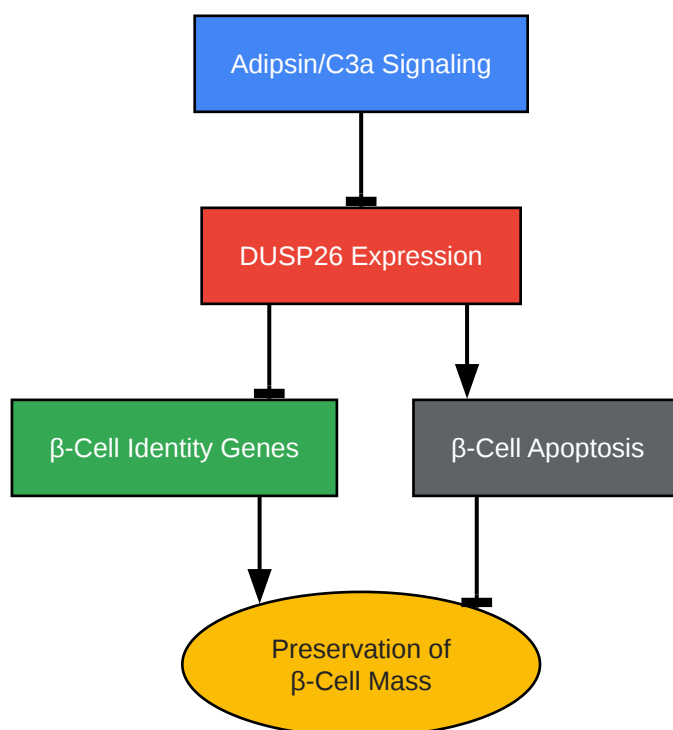 Adipsin/C3a Signaling
DUSP26 Expression
β-Cell Identity Genes
β-Cell Apoptosis
Preservation of
β-Cell Mass